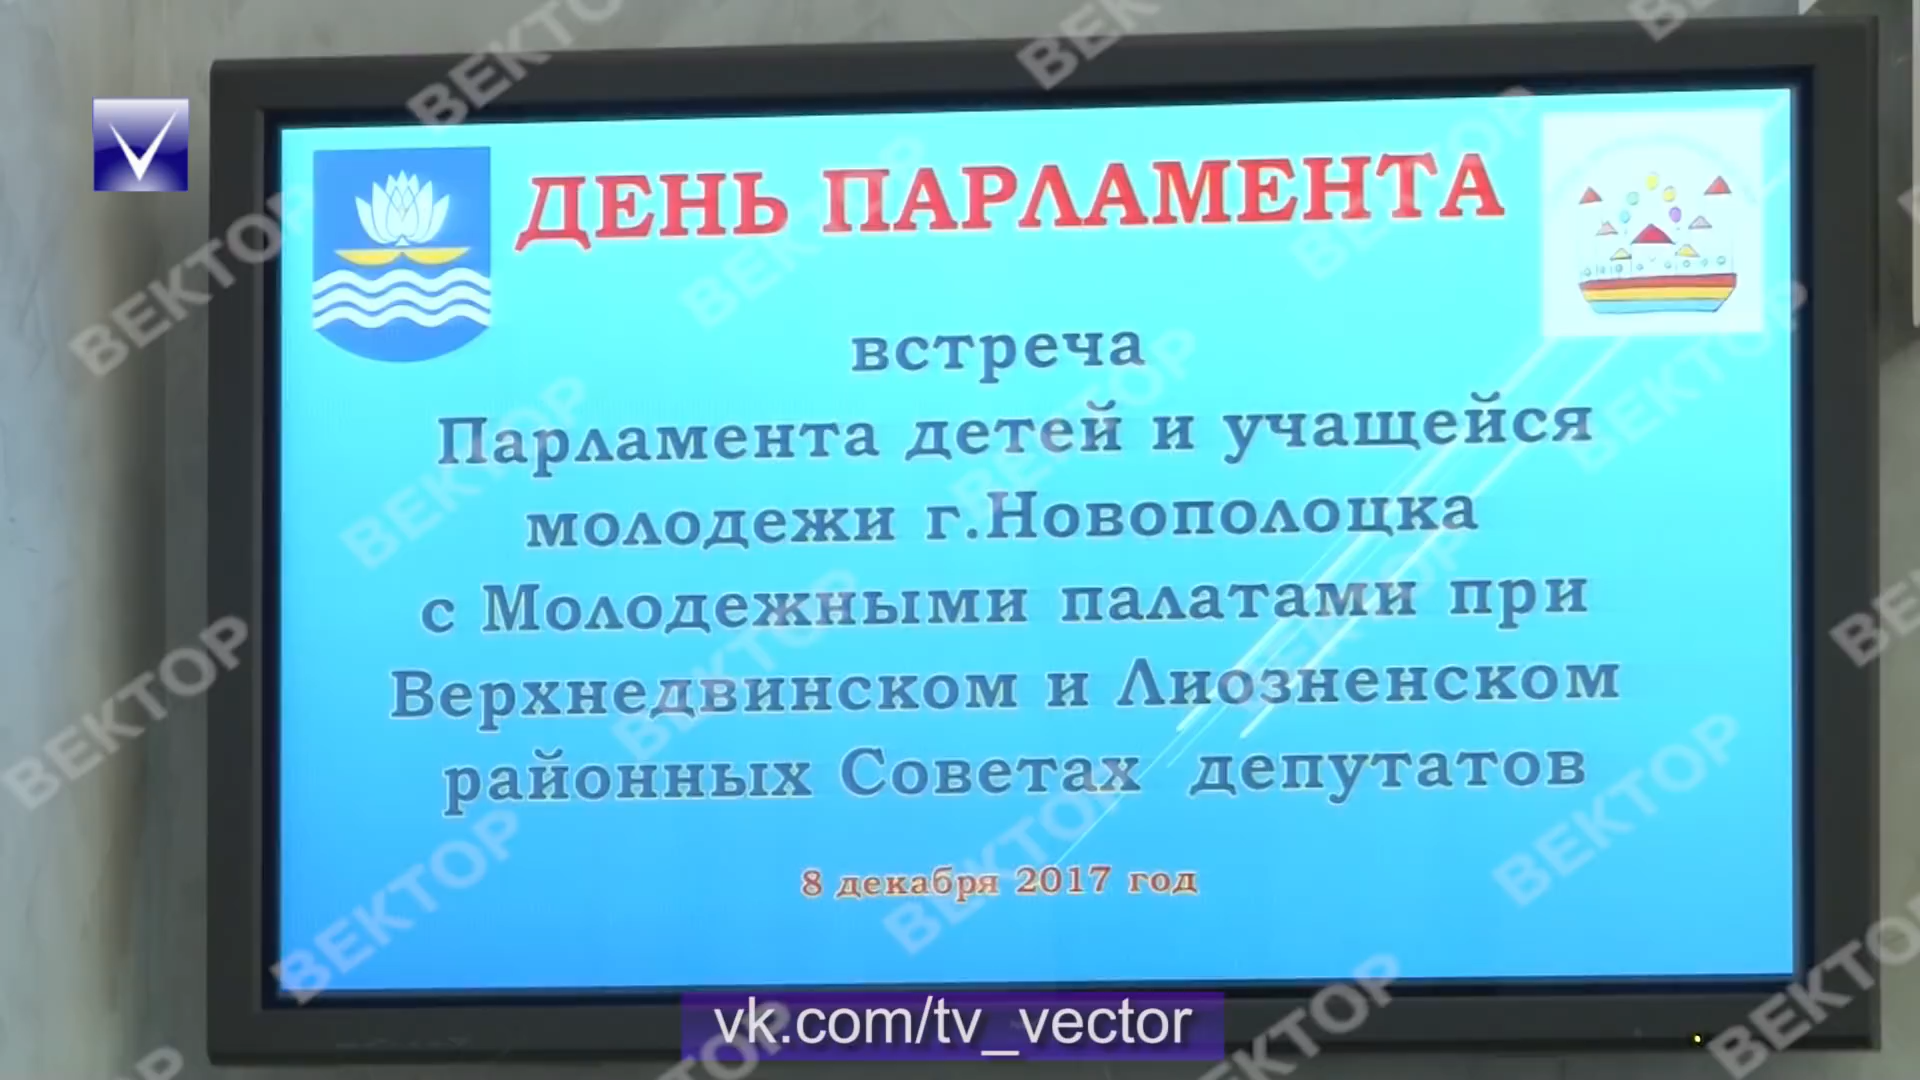 ДЕНЬ ПАРЛАМЕНТА
встреча
Парламента детей и учащейся
молодежи г.Новополоцка
с Молодежными палатами при
Верхнедвинском и Лиозненском
районных Советах депутатов
8 декабря 2017 год
vk.com/tv_vector
ВЕКТОР